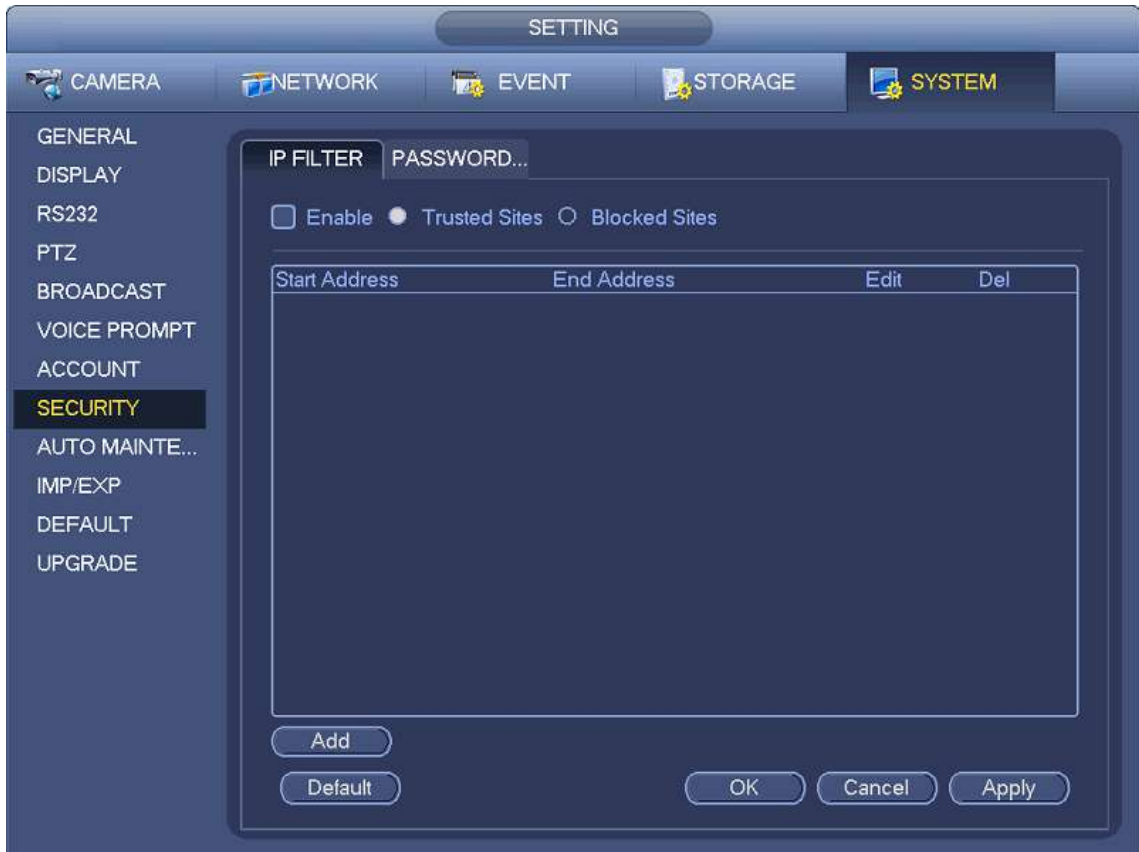 SETTING
CAMERA NETWORK EVENT STORAGE SYSTEM
GENERAL
DISPLAY
RS232
PTZ
BROADCAST
VOICE PROMPT
ACCOUNT
SECURITY
AUTO MAINTE...
IMP/EXP
DEFAULT
UPGRADE
IP FILTER PASSWORD...
Enable Trusted Sites Blocked Sites
Start Address End Address Edit Del
Add
Default OK Cancel Apply